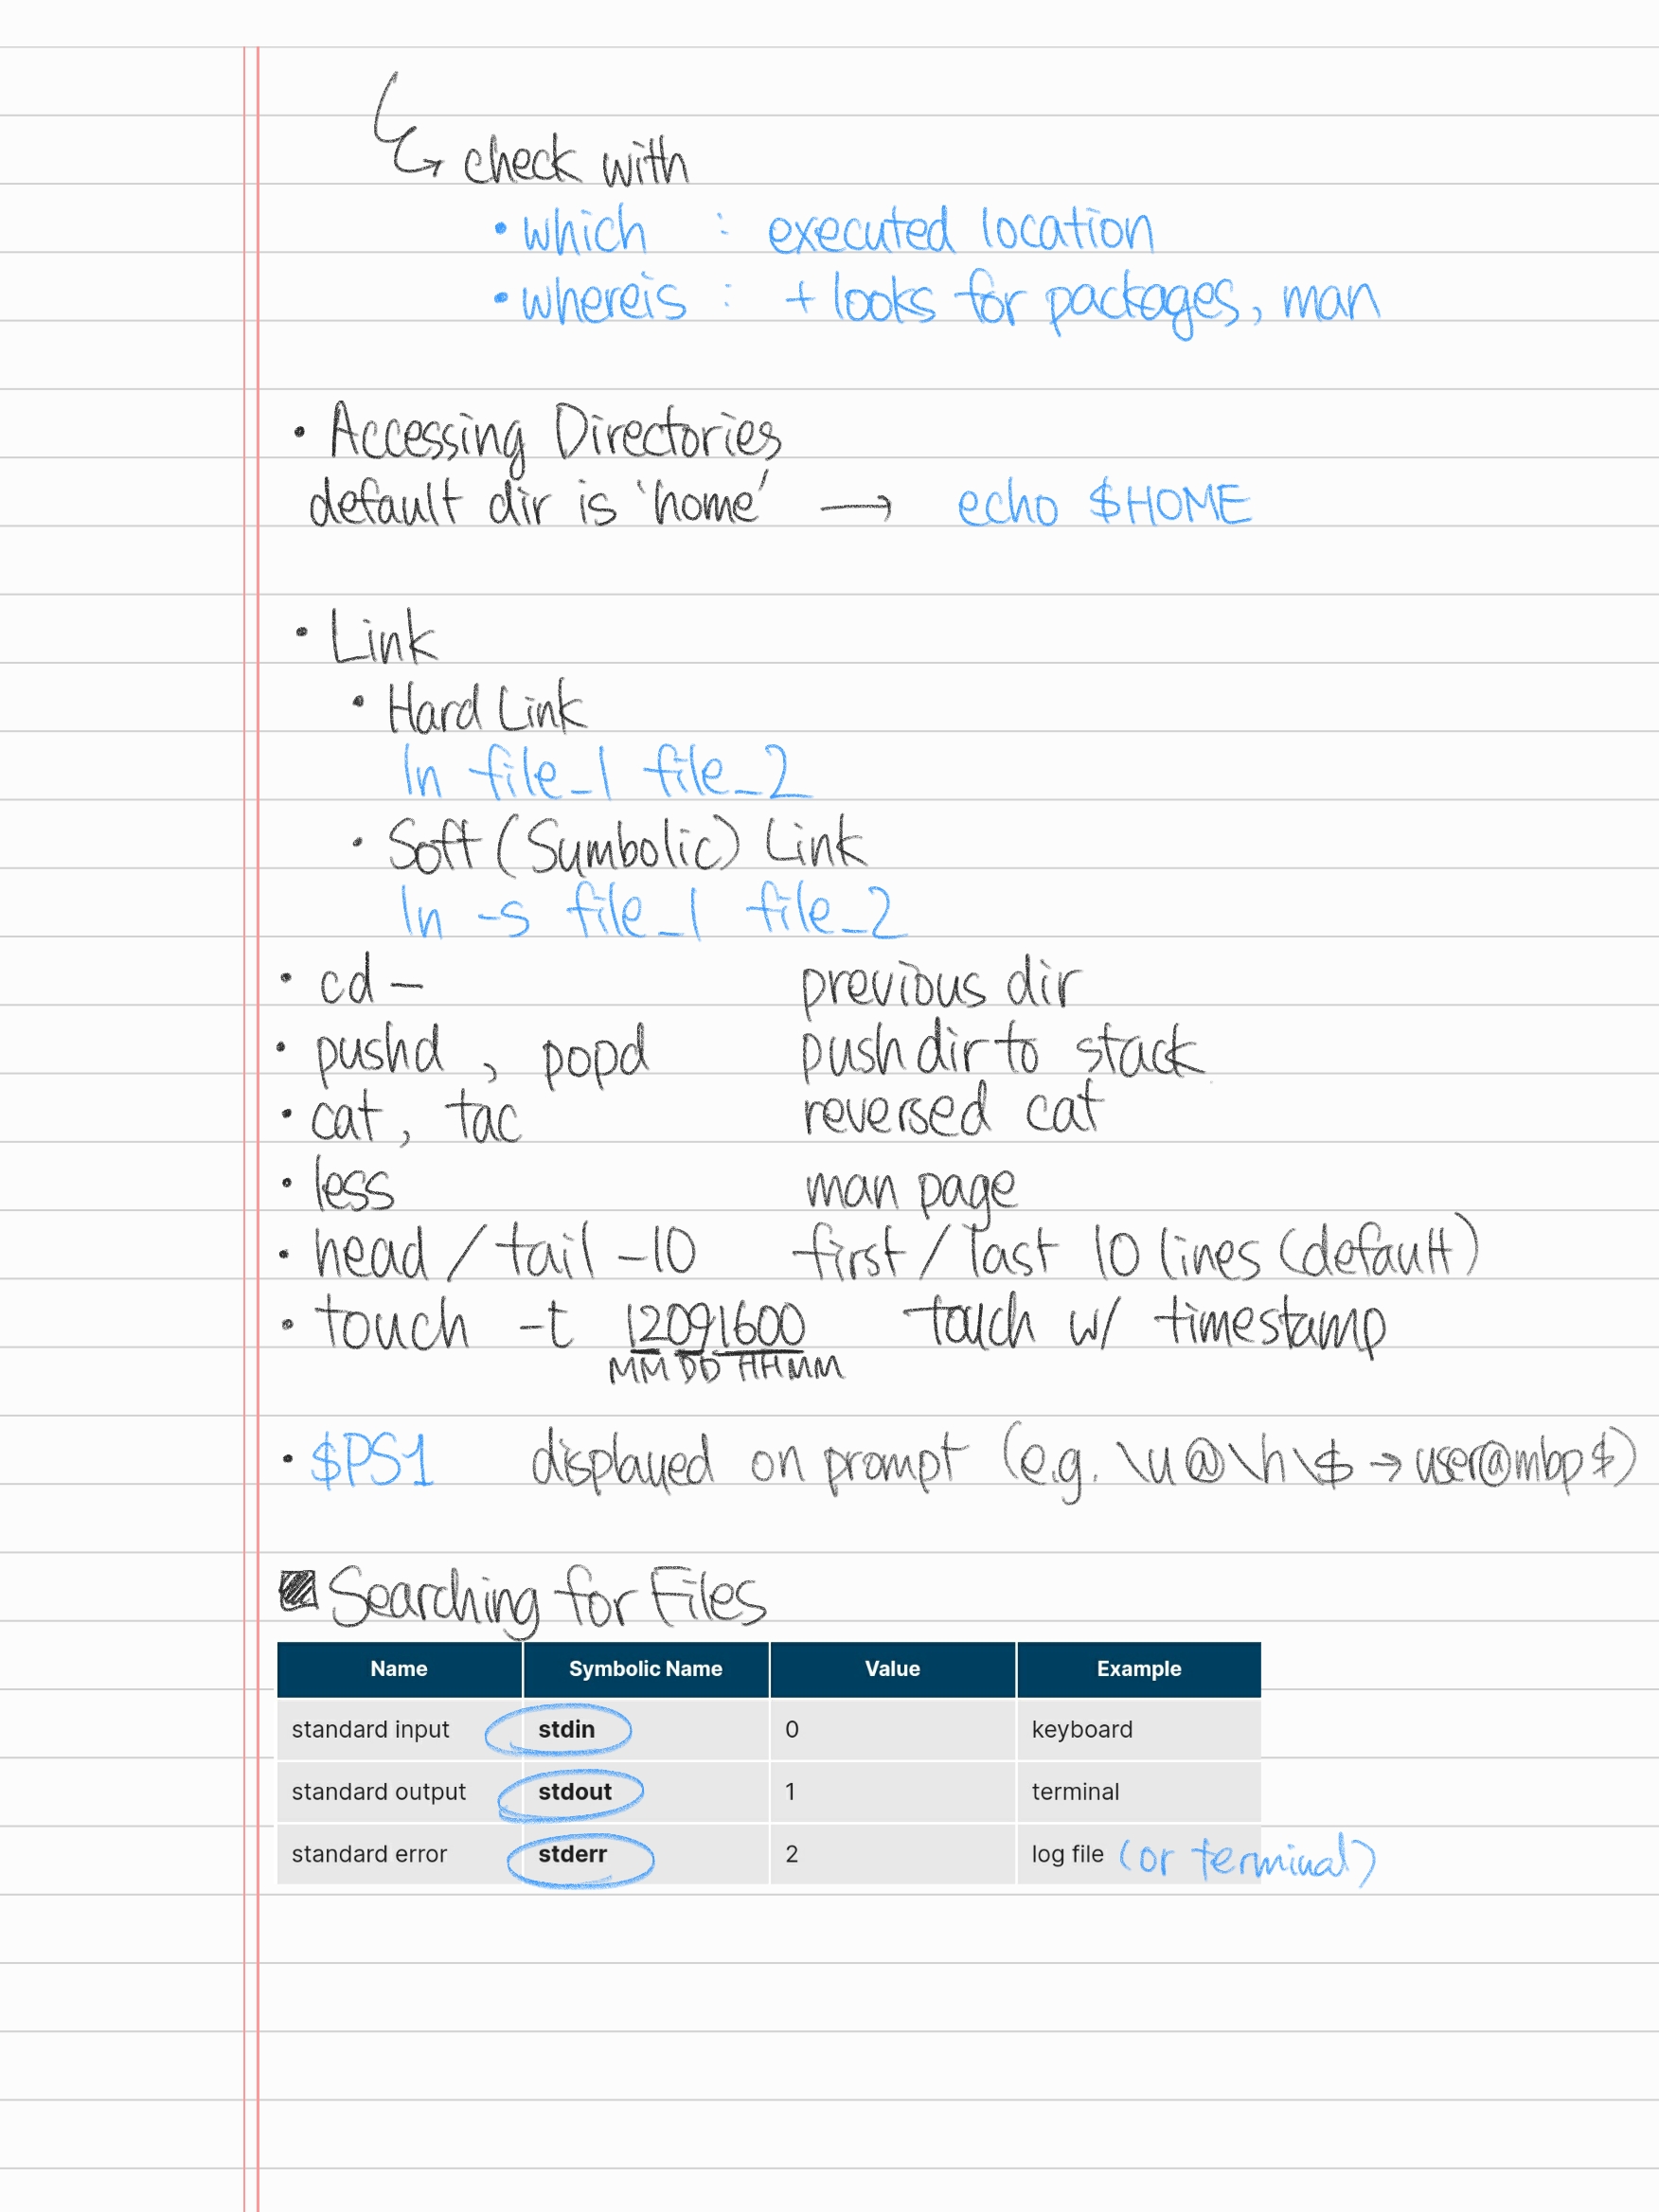 ↳ check with
• which : executed location
• whereis : + looks for packages, man
• Accessing Directories
default dir is 'home' → echo $HOME
• Link
• Hard Link
ln file_1 file_2
• Soft (Symbolic) Link
ln -s file_1 file_2
• cd - previous dir
• pushd, popd push dir to stack
• cat, tac reversed cat
• less man page
• head / tail -10 first / last 10 lines (default)
• touch -t 12091600 touch w/ timestamp
MM DD HHMM
• $PS1 displayed on prompt (e.g. \u@\h\$ → user@mbp$)
Searching for Files
Name Symbolic Name Value Example
standard input stdin 0 keyboard
standard output stdout 1 terminal
standard error stderr 2 log file (or terminal)